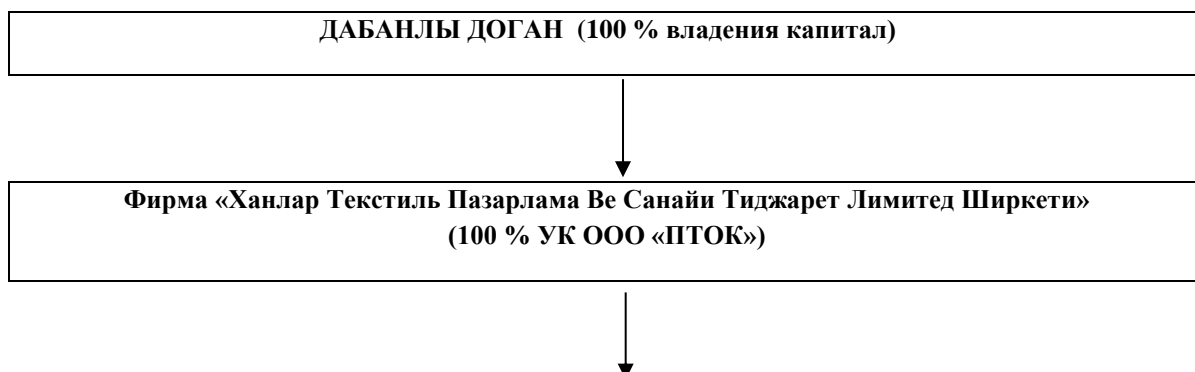 ДАБАНЛЫ ДОГАН (100 % владения капитал)
Фирма «Ханлар Текстиль Пазарлама Ве Санайи Тиджарет Лимитед Ширкети»
(100 % УК ООО «ПТОК»)